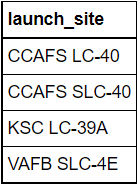 launch_site
CCAFS LC-40
CCAFS SLC-40
KSC LC-39A
VAFB SLC-4E